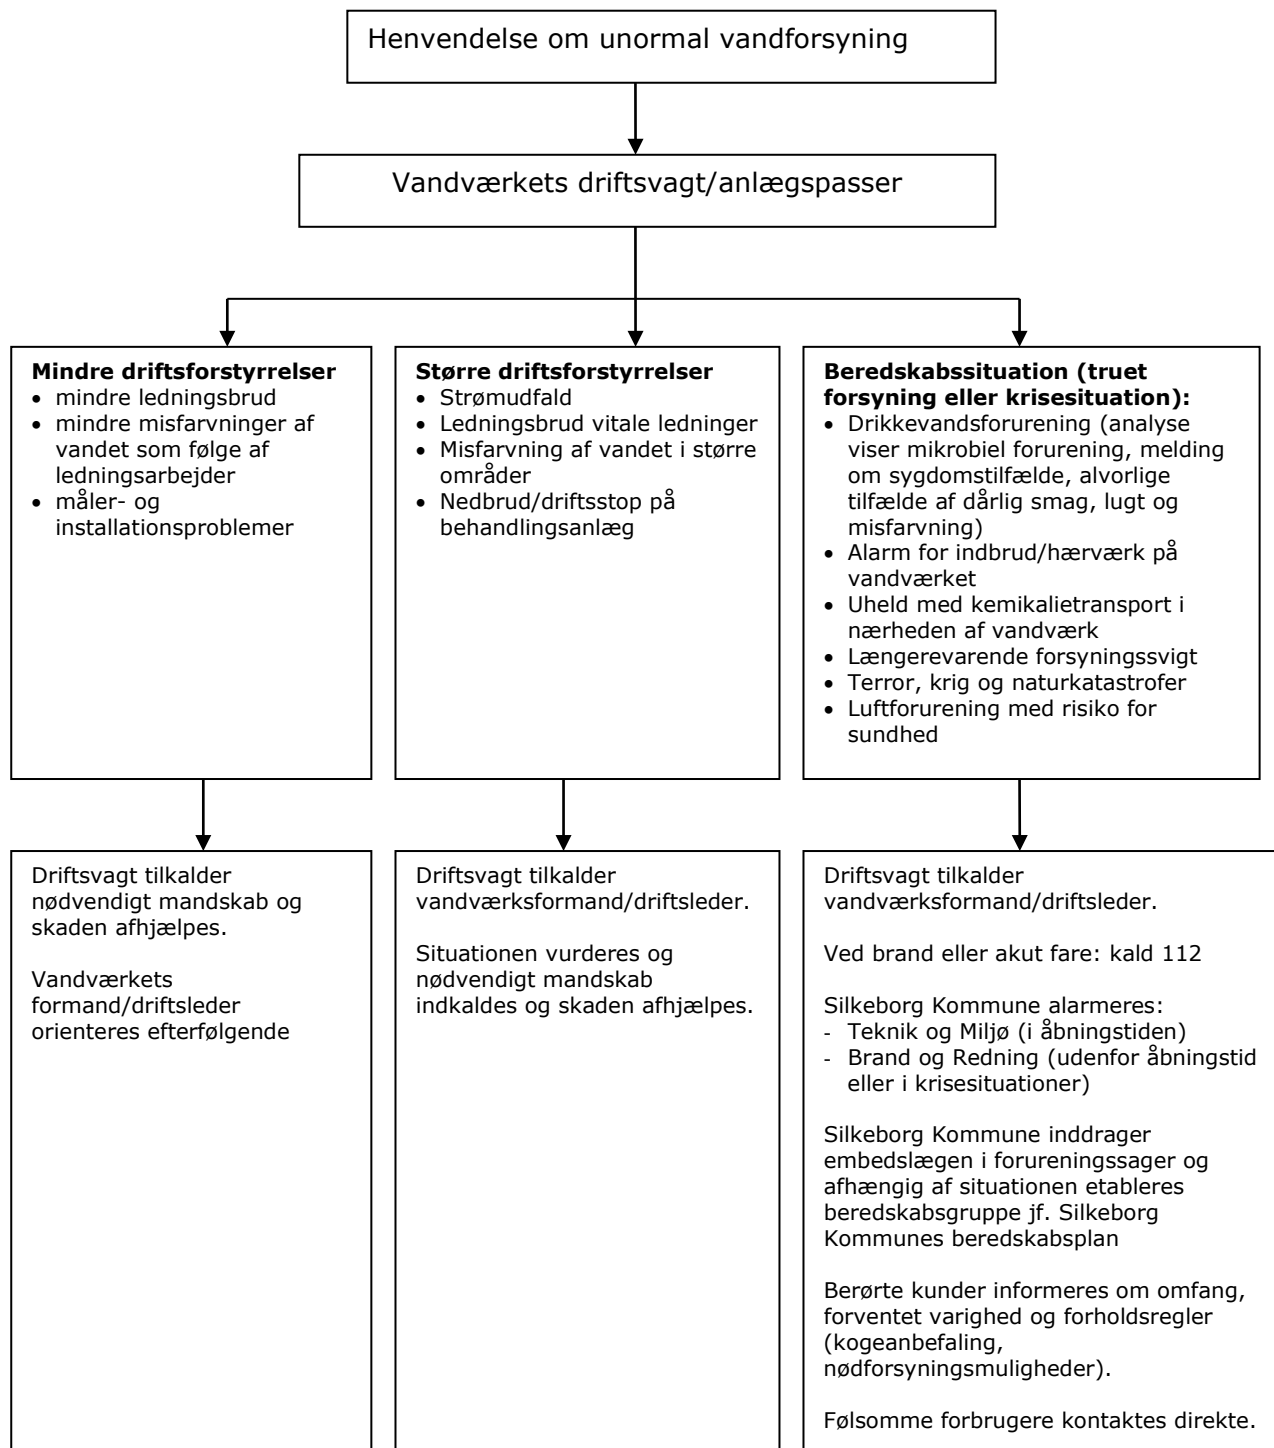 Henvendelse om unormal vandforsyning
Vandværkets driftsvagt/anlægspasser
Mindre driftsforstyrrelser
• mindre ledningsbrud
• mindre misfarvninger af
vandet som følge af
ledningsarbejder
• måler- og
installationsproblemer
Større driftsforstyrrelser
• Strømudfald
• Ledningsbrud vitale ledninger
• Misfarvning af vandet i større
områder
• Nedbrud/driftsstop på
behandlingsanlæg
Beredskabssituation (truet
forsyning eller krisesituation):
• Drikkevandsforurening (analyse
viser mikrobiel forurening, melding
om sygdomstilfælde, alvorlige
tilfælde af dårlig smag, lugt og
misfarvning)
• Alarm for indbrud/hærværk på
vandværket
• Uheld med kemikalietransport i
nærheden af vandværk
• Længerevarende forsyningssvigt
• Terror, krig og naturkatastrofer
• Luftforurening med risiko for
sundhed
Driftsvagt tilkalder
nødvendigt mandskab og
skaden afhjælpes.
Vandværkets
formand/driftsleder
orienteres efterfølgende
Driftsvagt tilkalder
vandværksformand/driftsleder.
Situationen vurderes og
nødvendigt mandskab
indkaldes og skaden afhjælpes.
Driftsvagt tilkalder
vandværksformand/driftsleder.
Ved brand eller akut fare: kald 112
Silkeborg Kommune alarmeres:
- Teknik og Miljø (i åbningstiden)
- Brand og Redning (udenfor åbningstid
eller i krisesituationer)
Silkeborg Kommune inddrager
embedslægen i forureningssager og
afhængig af situationen etableres
beredskabsgruppe jf. Silkeborg
Kommunes beredskabsplan
Berørte kunder informeres om omfang,
forventet varighed og forholdsregler
(kogeanbefaling,
nødforsyningsmuligheder).
Følsomme forbrugere kontaktes direkte.